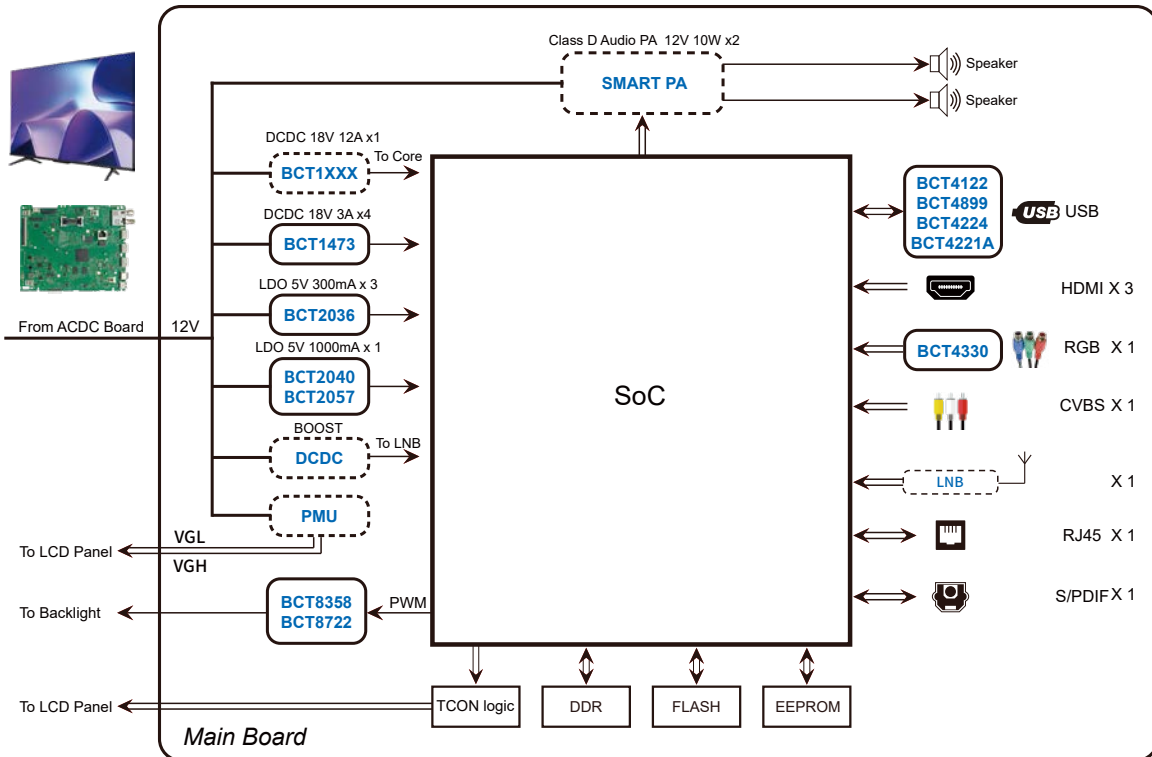 Class D Audio PA 12V 10W x2
SMART PA
Speaker
Speaker
DCDC 18V 12A x1
BCT1XXX
To Core
DCDC 18V 3A x4
BCT1473
LDO 5V 300mA x 3
BCT2036
From ACDC Board
12V
LDO 5V 1000mA x 1
BCT2040
BCT2057
BOOST
DCDC
To LNB
PMU
VGL
VGH
To LCD Panel
BCT8358
BCT8722
PWM
To Backlight
To LCD Panel
SoC
BCT4122
BCT4899
BCT4224
BCT4221A
USB USB
HDMI X 3
BCT4330
RGB X 1
CVBS X 1
LNB
X 1
RJ45 X 1
S/PDIF X 1
TCON logic
DDR
FLASH
EEPROM
Main Board